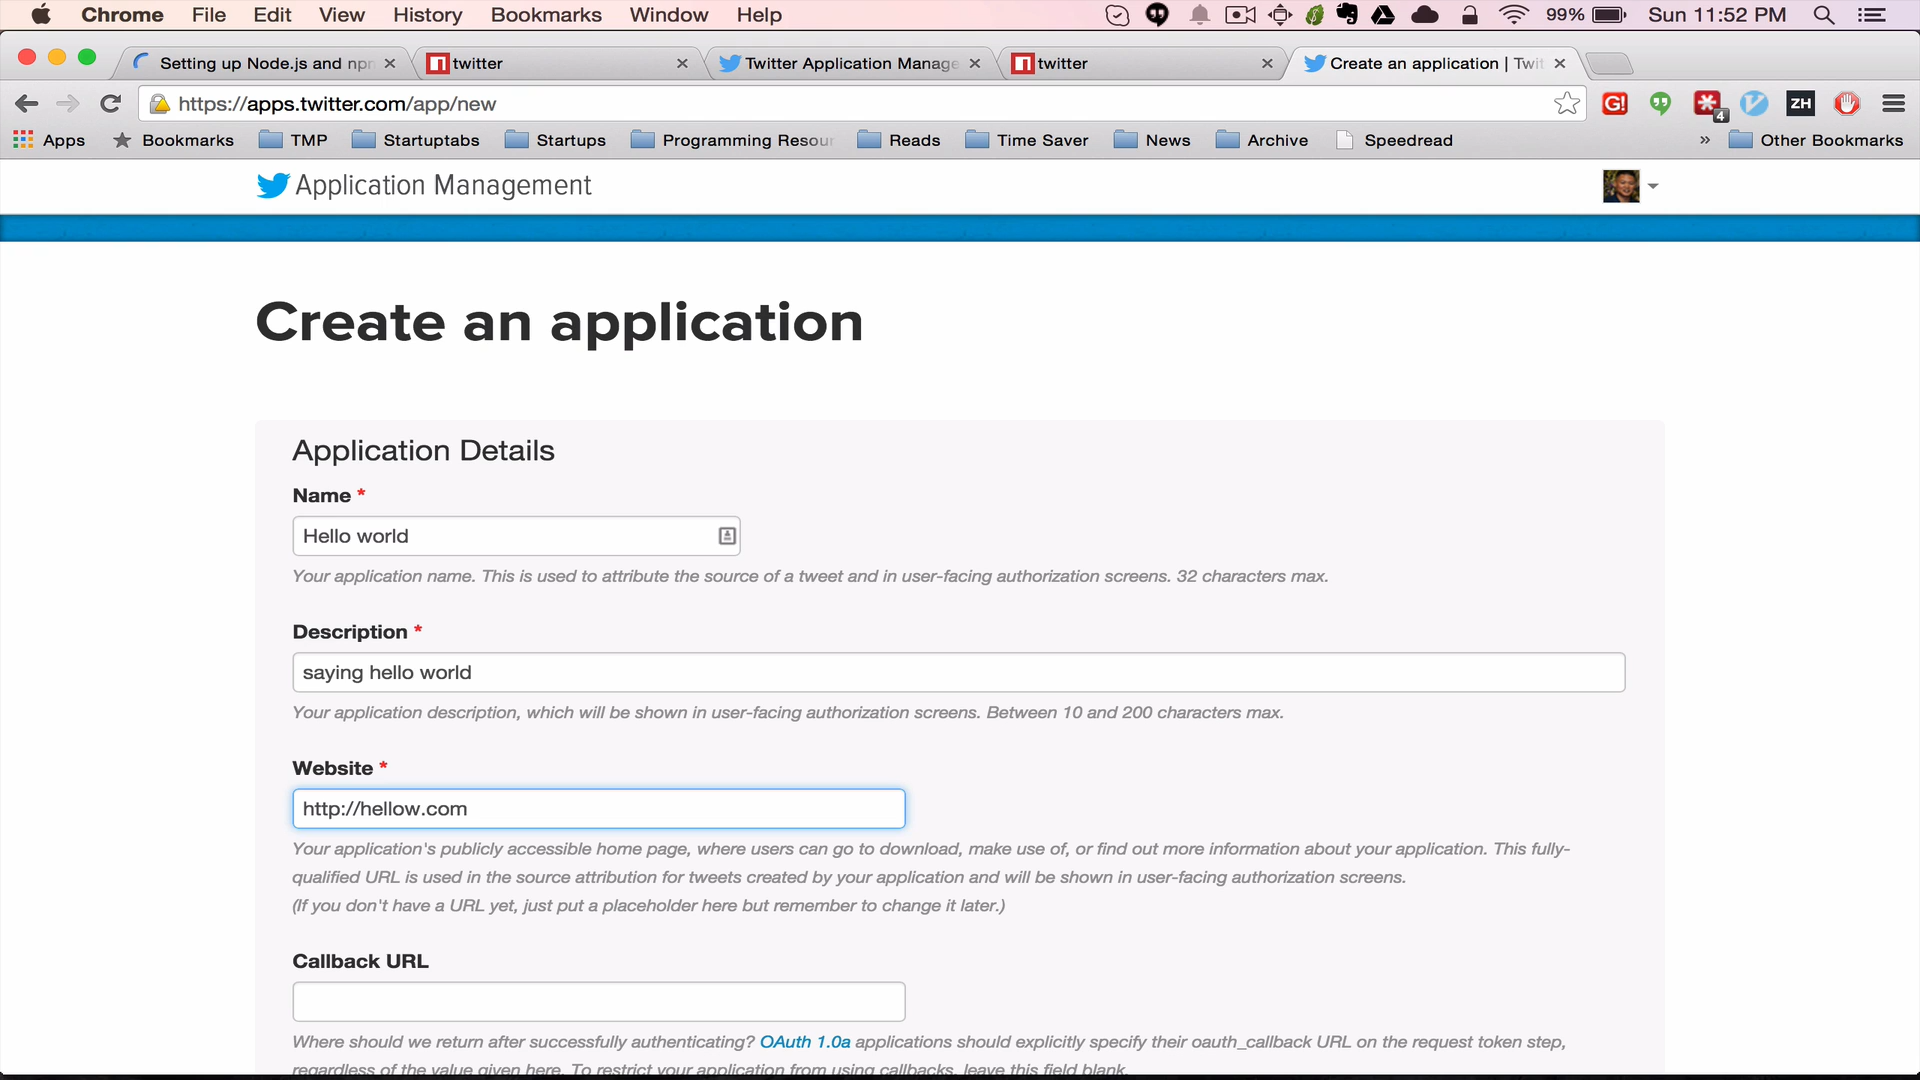 Chrome File Edit View History Bookmarks Window Help 99% Sun 11:52 PM
Setting up Node.js and npm twitter Twitter Application Manage twitter Create an application | Twit
https://apps.twitter.com/app/new G! 4 ZH
Apps Bookmarks TMP Startuptabs Startups Programming Resour Reads Time Saver News Archive Speedread » Other Bookmarks
Application Management
Create an application
Application Details
Name *
Hello world
Your application name. This is used to attribute the source of a tweet and in user-facing authorization screens. 32 characters max.
Description *
saying hello world
Your application description, which will be shown in user-facing authorization screens. Between 10 and 200 characters max.
Website *
http://hellow.com
Your application's publicly accessible home page, where users can go to download, make use of, or find out more information about your application. This fully-
qualified URL is used in the source attribution for tweets created by your application and will be shown in user-facing authorization screens.
(If you don't have a URL yet, just put a placeholder here but remember to change it later.)
Callback URL
Where should we return after successfully authenticating? OAuth 1.0a applications should explicitly specify their oauth_callback URL on the request token step,
regardless of the value given here. To restrict your application from using callbacks, leave this field blank.